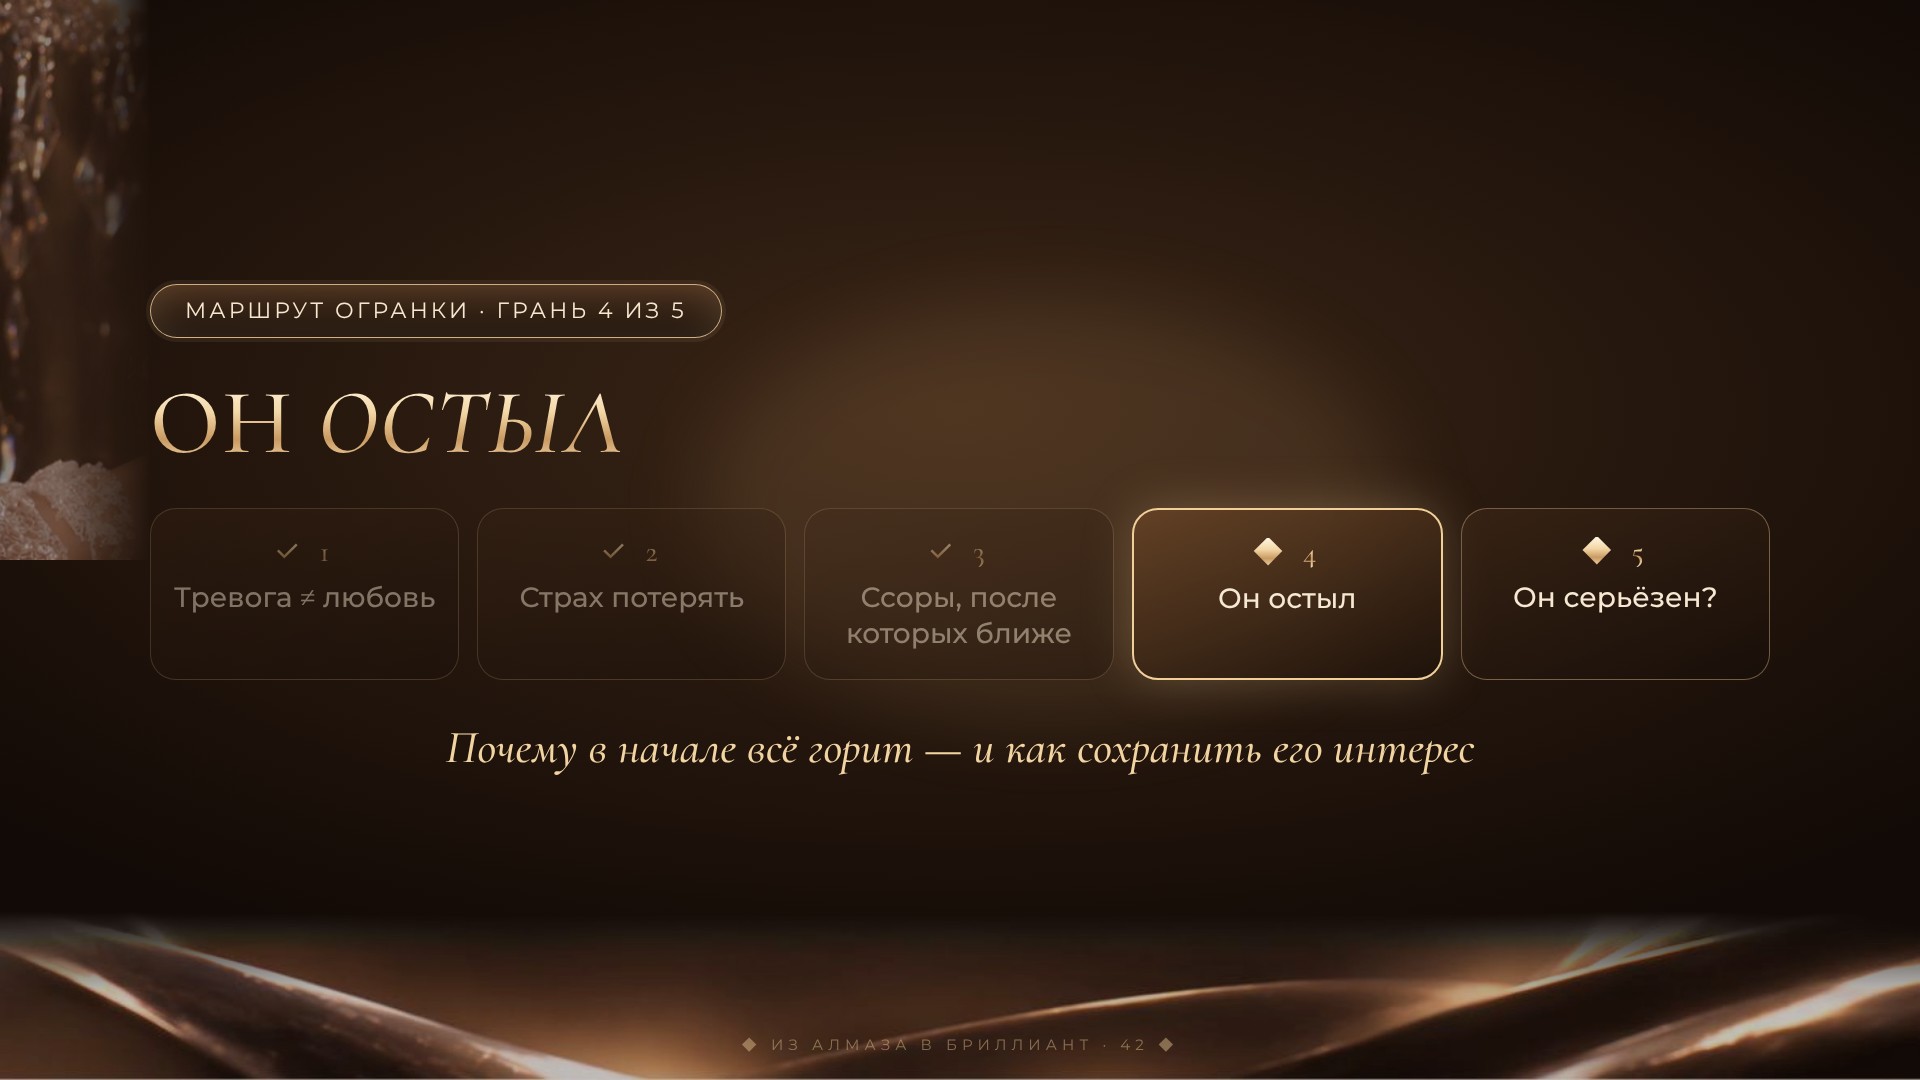 МАРШРУТ ОГРАНКИ · ГРАНЬ 4 ИЗ 5
ОН ОСТЫЛ
✓ 1
Тревога ≠ любовь
✓ 2
Страх потерять
✓ 3
Ссоры, после
которых ближе
◆ 4
Он остыл
◆ 5
Он серьёзен?
Почему в начале всё горит — и как сохранить его интерес
◆ ИЗ АЛМАЗА В БРИЛЛИАНТ · 42 ◆